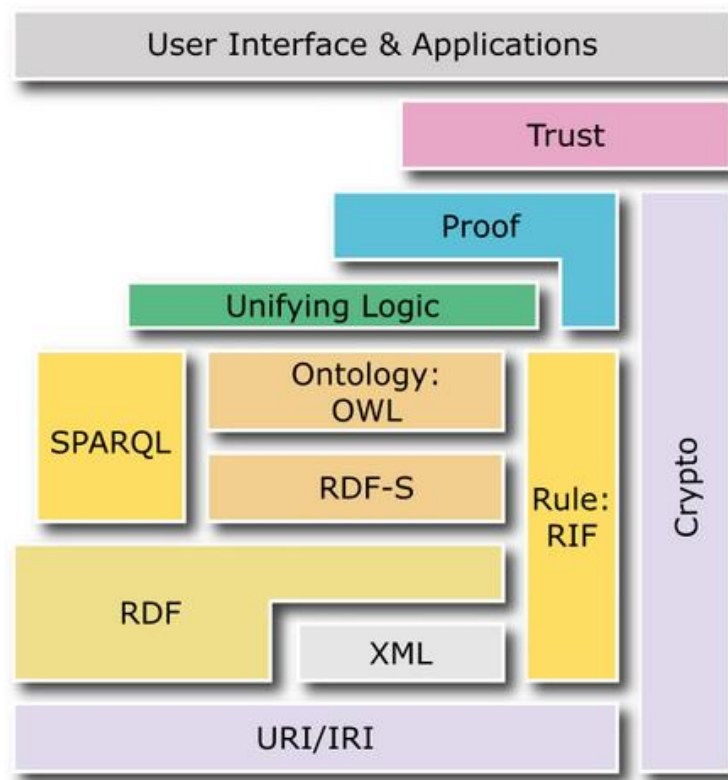 User Interface & Applications
Trust
Proof
Unifying Logic
Ontology:
OWL
SPARQL
RDF-S
Rule:
RIF
Crypto
RDF
XML
URI/IRI